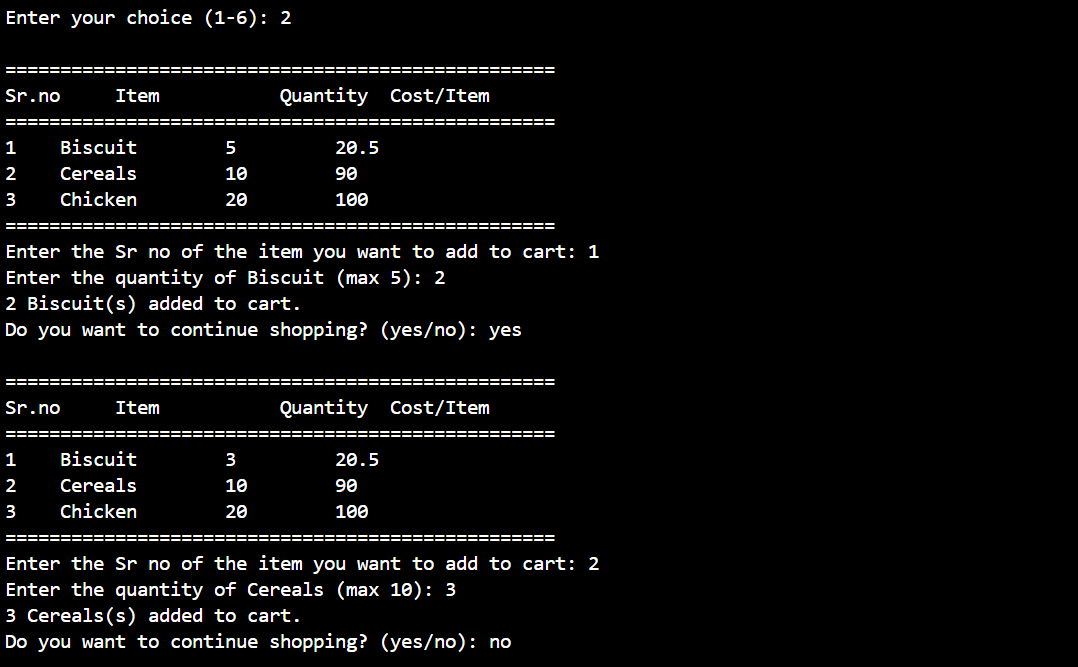 Enter your choice (1-6): 2
==================================================
Sr.no     Item           Quantity  Cost/Item
==================================================
1    Biscuit        5         20.5
2    Cereals        10        90
3    Chicken        20        100
==================================================
Enter the Sr no of the item you want to add to cart: 1
Enter the quantity of Biscuit (max 5): 2
2 Biscuit(s) added to cart.
Do you want to continue shopping? (yes/no): yes
==================================================
Sr.no     Item           Quantity  Cost/Item
==================================================
1    Biscuit        3         20.5
2    Cereals        10        90
3    Chicken        20        100
==================================================
Enter the Sr no of the item you want to add to cart: 2
Enter the quantity of Cereals (max 10): 3
3 Cereals(s) added to cart.
Do you want to continue shopping? (yes/no): no